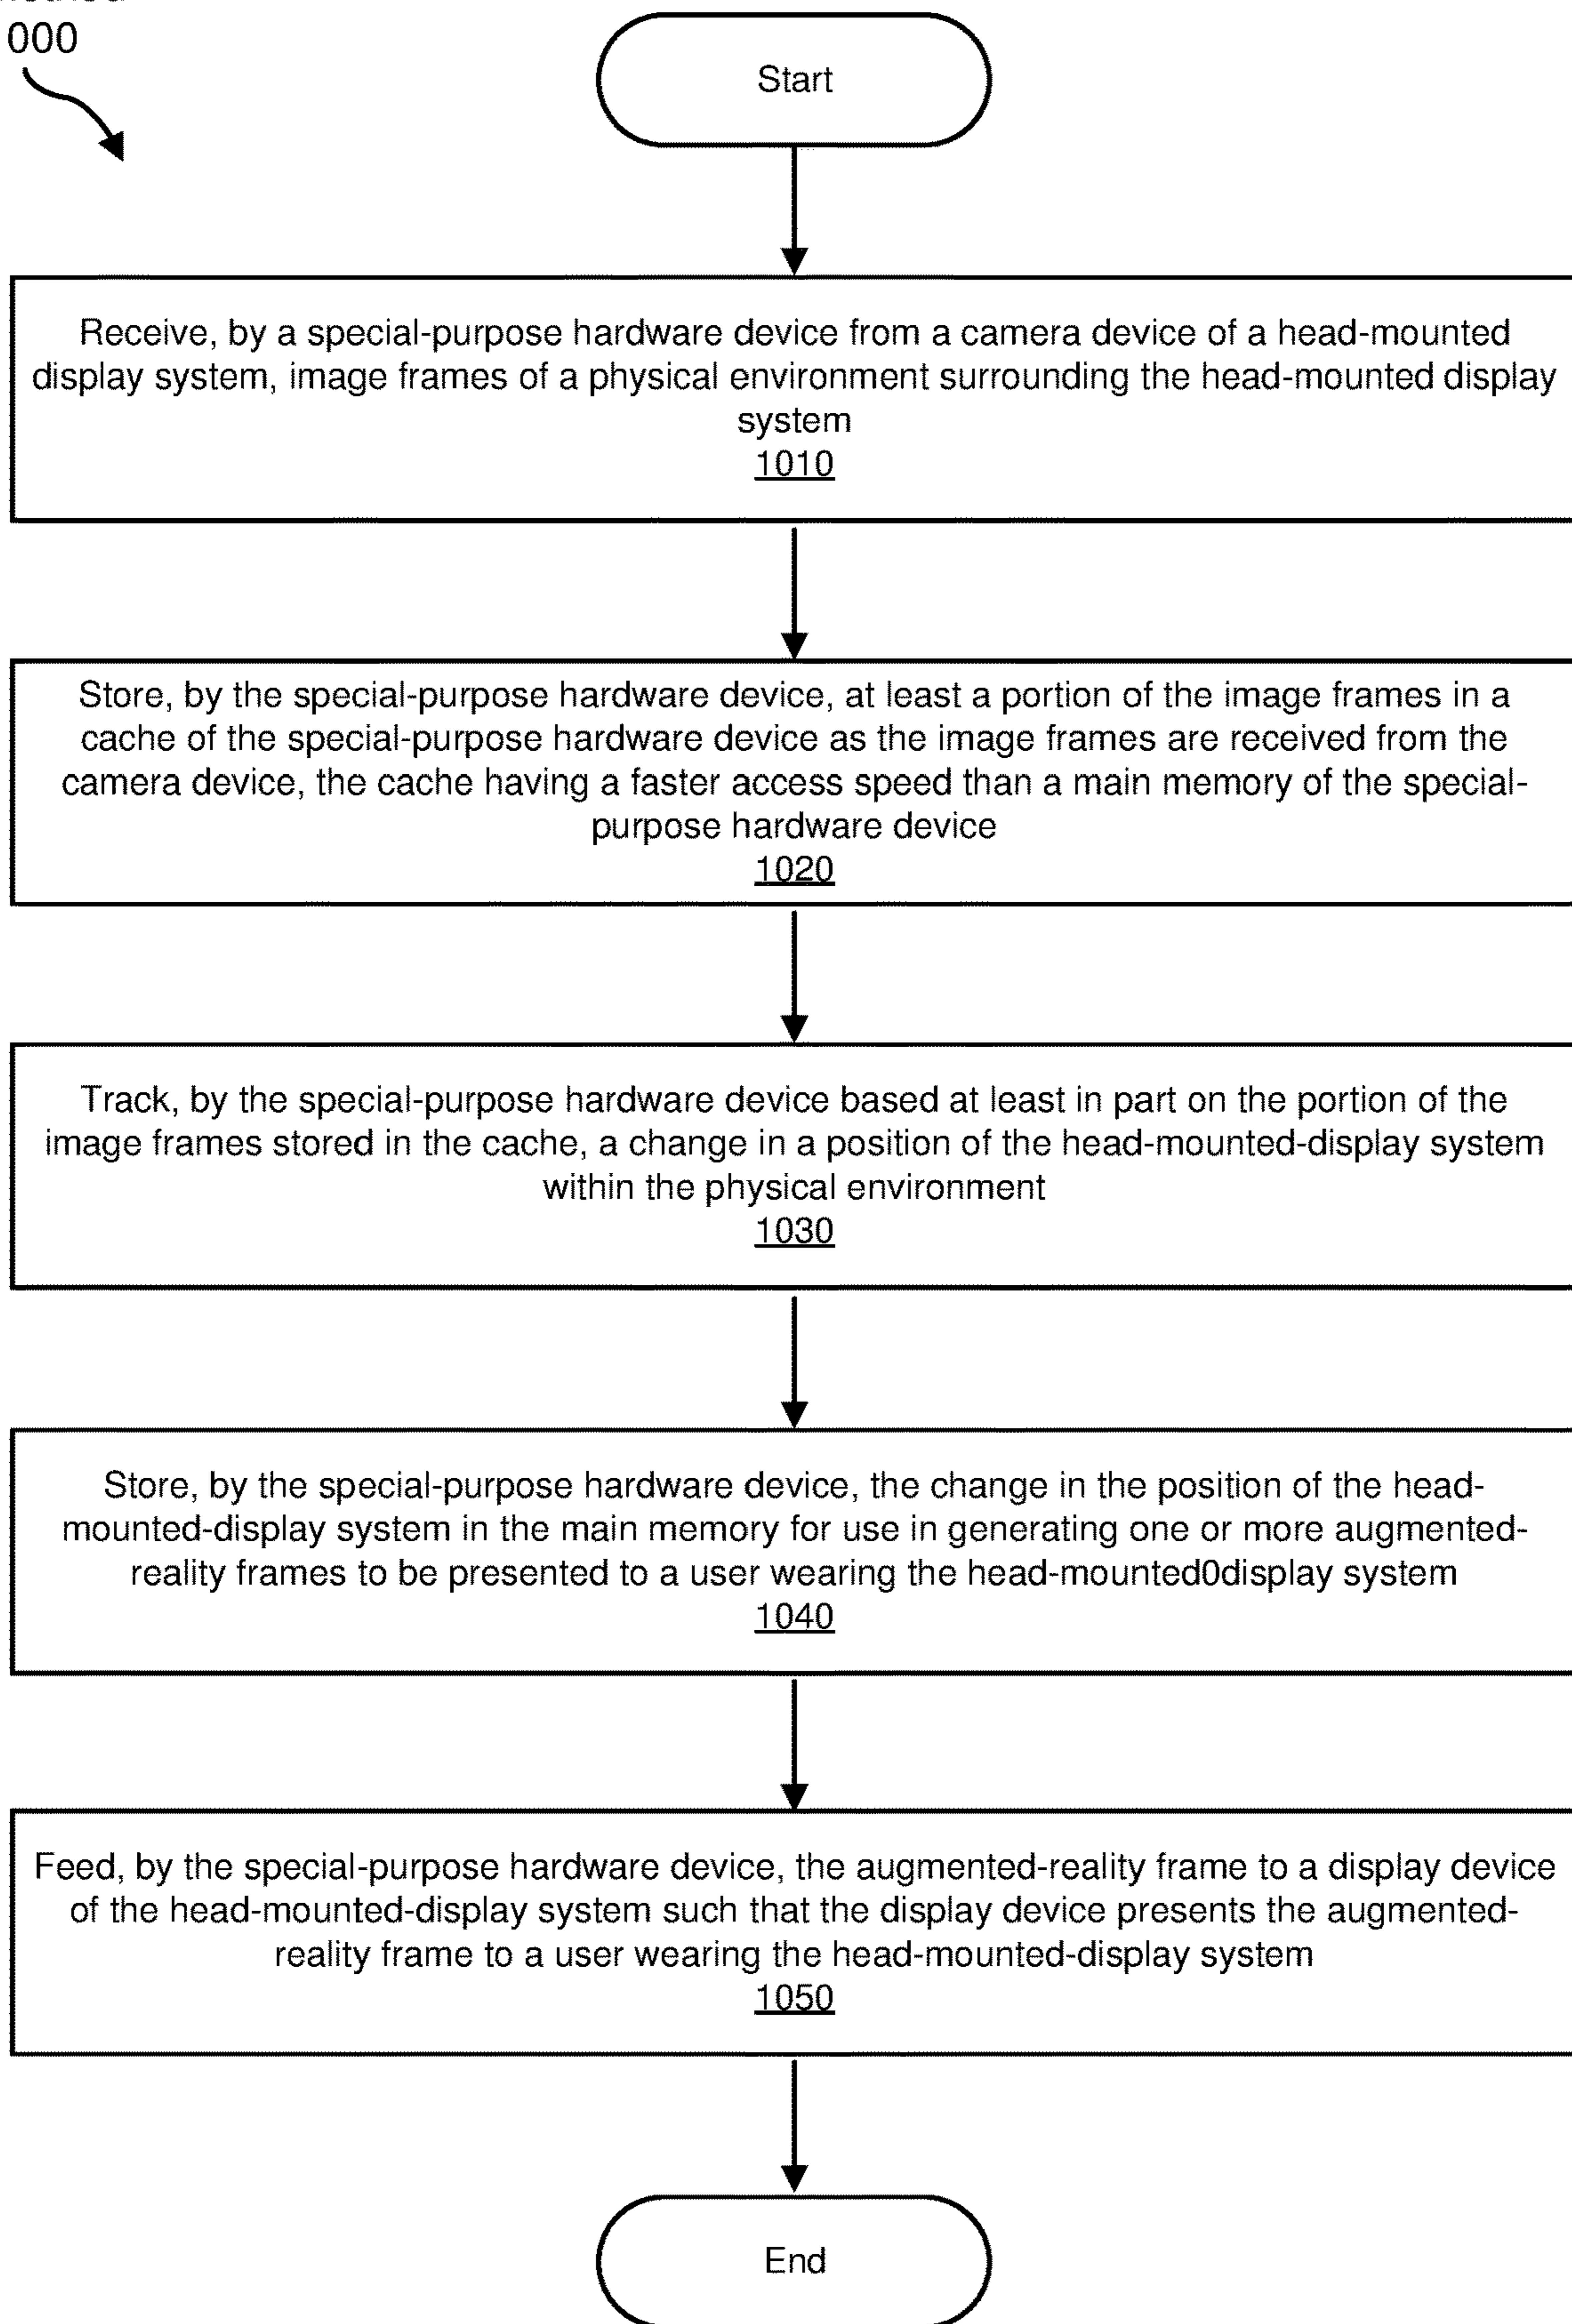 000
Start
Receive, by a special-purpose hardware device from a camera device of a head-mounted
display system, image frames of a physical environment surrounding the head-mounted display
system
1010
Store, by the special-purpose hardware device, at least a portion of the image frames in a
cache of the special-purpose hardware device as the image frames are received from the
camera device, the cache having a faster access speed than a main memory of the special-
purpose hardware device
1020
Track, by the special-purpose hardware device based at least in part on the portion of the
image frames stored in the cache, a change in a position of the head-mounted-display system
within the physical environment
1030
Store, by the special-purpose hardware device, the change in the position of the head-
mounted-display system in the main memory for use in generating one or more augmented-
reality frames to be presented to a user wearing the head-mounted0display system
1040
Feed, by the special-purpose hardware device, the augmented-reality frame to a display device
of the head-mounted-display system such that the display device presents the augmented-
reality frame to a user wearing the head-mounted-display system
1050
End